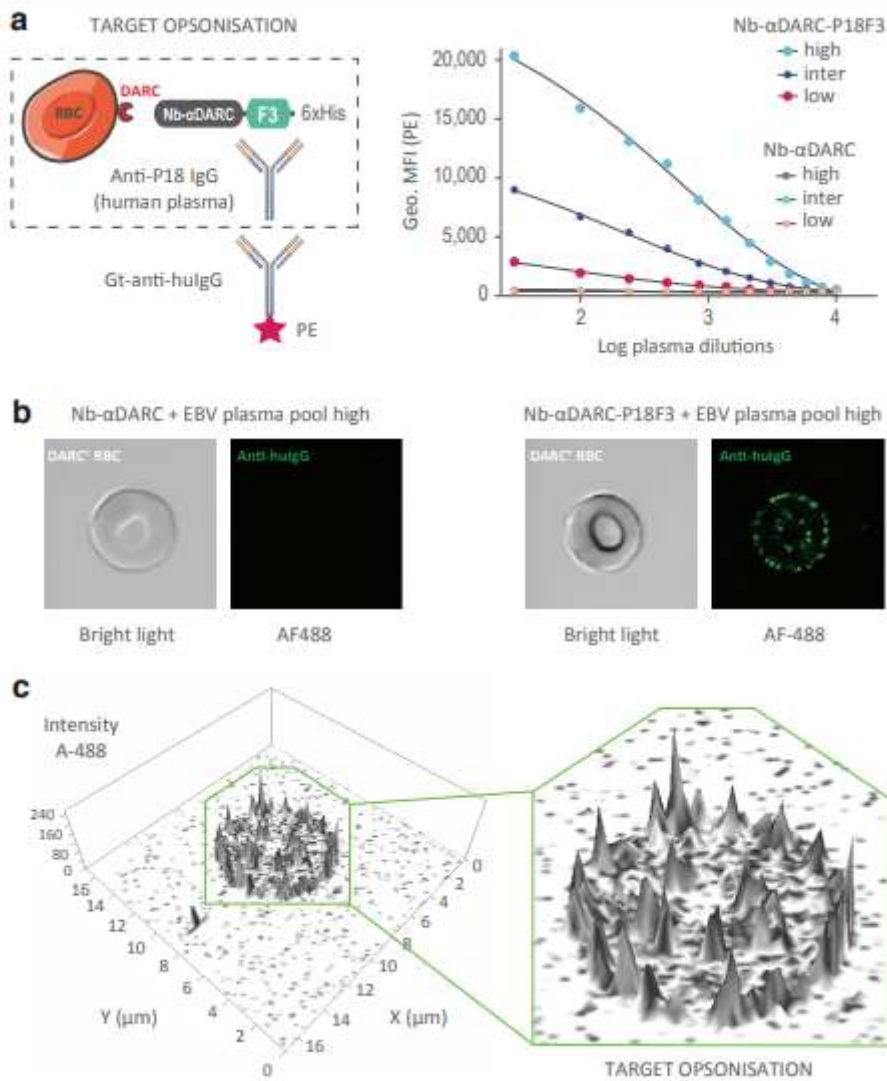 a
TARGET OPSONISATION
RBC
DARC
Nb-αDARC
F3
6xHis
Anti-P18 IgG
(human plasma)
Gt-anti-huIgG
PE
Geo. MFI (PE)
20,000
15,000
10,000
5,000
0
2
3
4
Log plasma dilutions
Nb-αDARC-P18F3
high
inter
low
Nb-αDARC
high
inter
low
b
Nb-αDARC + EBV plasma pool high
DARC⁺ RBC
Anti-huIgG
Bright light
AF488
Nb-αDARC-P18F3 + EBV plasma pool high
DARC⁺ RBC
Anti-huIgG
Bright light
AF-488
c
Intensity
A-488
240
160
80
0
16
14
12
10
8
6
4
2
0
Y (µm)
0
2
4
6
8
10
12
14
16
X (µm)
TARGET OPSONISATION